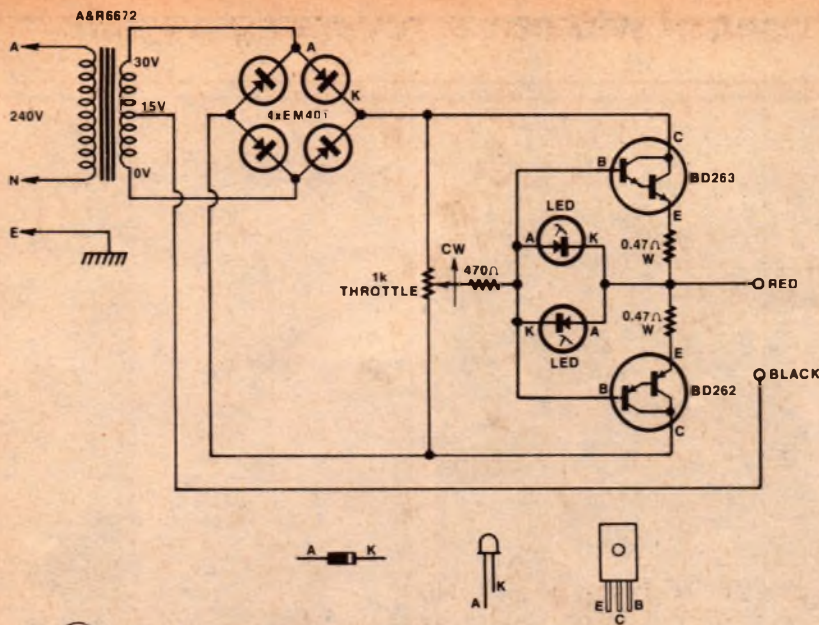 A&R6672
A
30V
240V
15V
N
0V
E
A
K
4xEM401
1k
THROTTLE
CW
470Ω
LED
A
K
K
A
LED
B
C
BD263
E
0.47Ω
W
RED
0.47Ω
W
BLACK
E
B
BD262
C
A
K
A
K
E
C
B